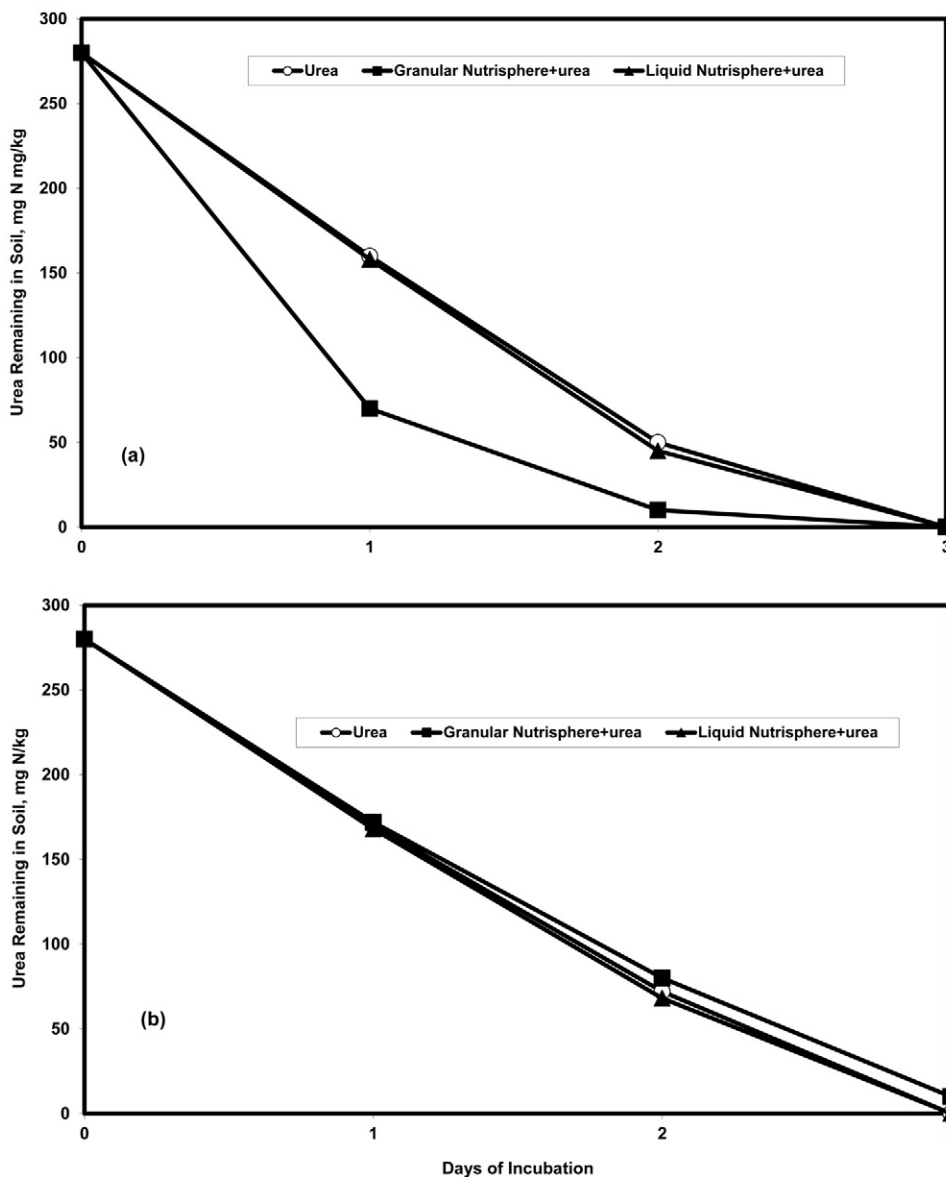 300
250
200
150
100
50
0
Urea Remaining in Soil, mg N mg/kg
Urea Granular Nutrisphere+urea Liquid Nutrisphere+urea
(a)
0 1 2 3
300
250
200
150
100
50
0
Urea Remaining in Soil, mg N/kg
Urea Granular Nutrisphere+urea Liquid Nutrisphere+urea
(b)
0 1 2
Days of Incubation